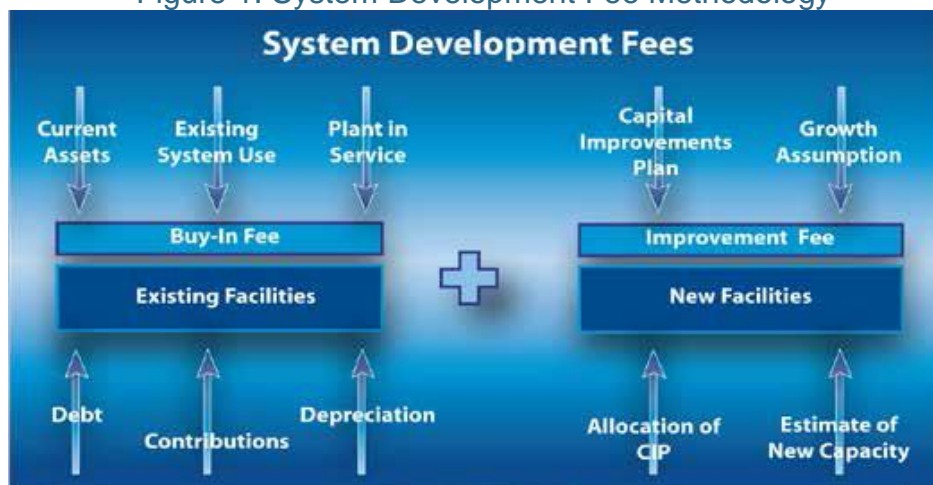 Figure 1: System Development Fee Methodology
System Development Fees
Current
Assets
Existing
System Use
Plant in
Service
Capital
Improvements
Plan
Growth
Assumption
Buy-In Fee
Improvement Fee
Existing Facilities
New Facilities
Debt
Contributions
Depreciation
Allocation of
CIP
Estimate of
New Capacity